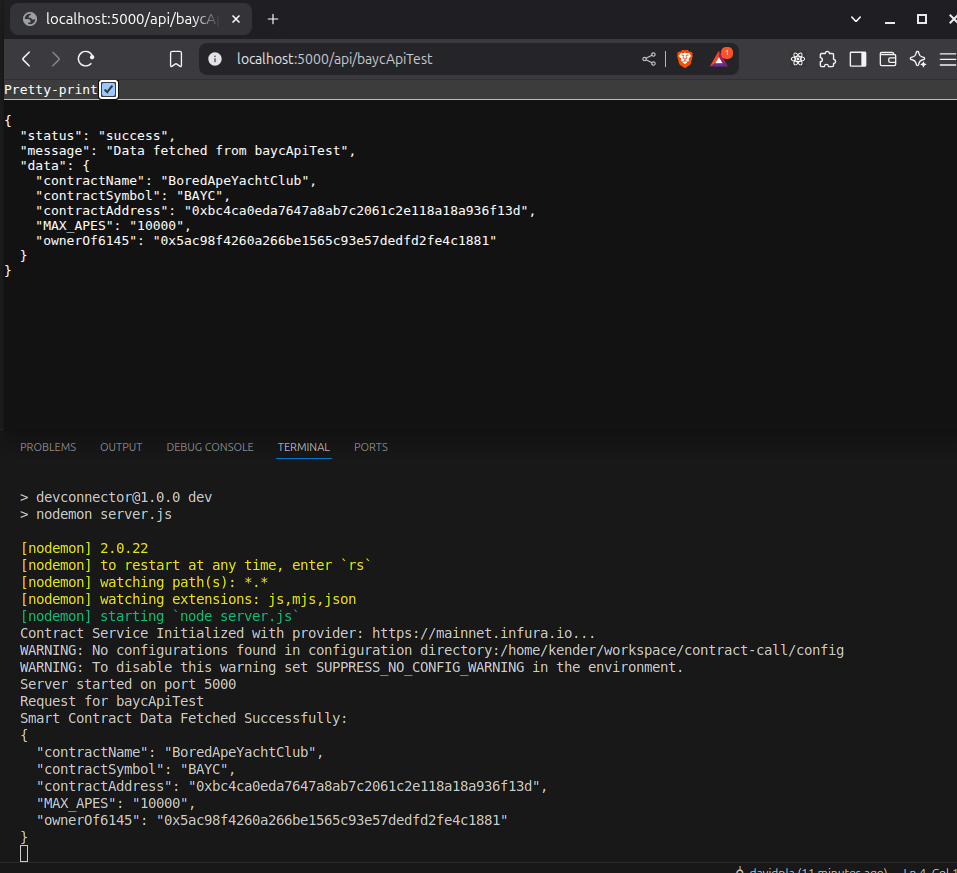 localhost:5000/api/baycA
localhost:5000/api/baycApiTest
1
Pretty-print
{
"status": "success",
"message": "Data fetched from baycApiTest",
"data": {
"contractName": "BoredApeYachtClub",
"contractSymbol": "BAYC",
"contractAddress": "0xbc4ca0eda7647a8ab7c2061c2e118a18a936f13d",
"MAX_APES": "10000",
"ownerOf6145": "0x5ac98f4260a266be1565c93e57dedfd2fe4c1881"
}
}
PROBLEMS OUTPUT DEBUG CONSOLE TERMINAL PORTS
> devconnector@1.0.0 dev
> nodemon server.js
[nodemon] 2.0.22
[nodemon] to restart at any time, enter `rs`
[nodemon] watching path(s): *.*
[nodemon] watching extensions: js,mjs,json
[nodemon] starting `node server.js`
Contract Service Initialized with provider: https://mainnet.infura.io...
WARNING: No configurations found in configuration directory:/home/kender/workspace/contract-call/config
WARNING: To disable this warning set SUPPRESS_NO_CONFIG_WARNING in the environment.
Server started on port 5000
Request for baycApiTest
Smart Contract Data Fetched Successfully:
{
"contractName": "BoredApeYachtClub",
"contractSymbol": "BAYC",
"contractAddress": "0xbc4ca0eda7647a8ab7c2061c2e118a18a936f13d",
"MAX_APES": "10000",
"ownerOf6145": "0x5ac98f4260a266be1565c93e57dedfd2fe4c1881"
}
(11 minutes ago) Ln 4, Col 1